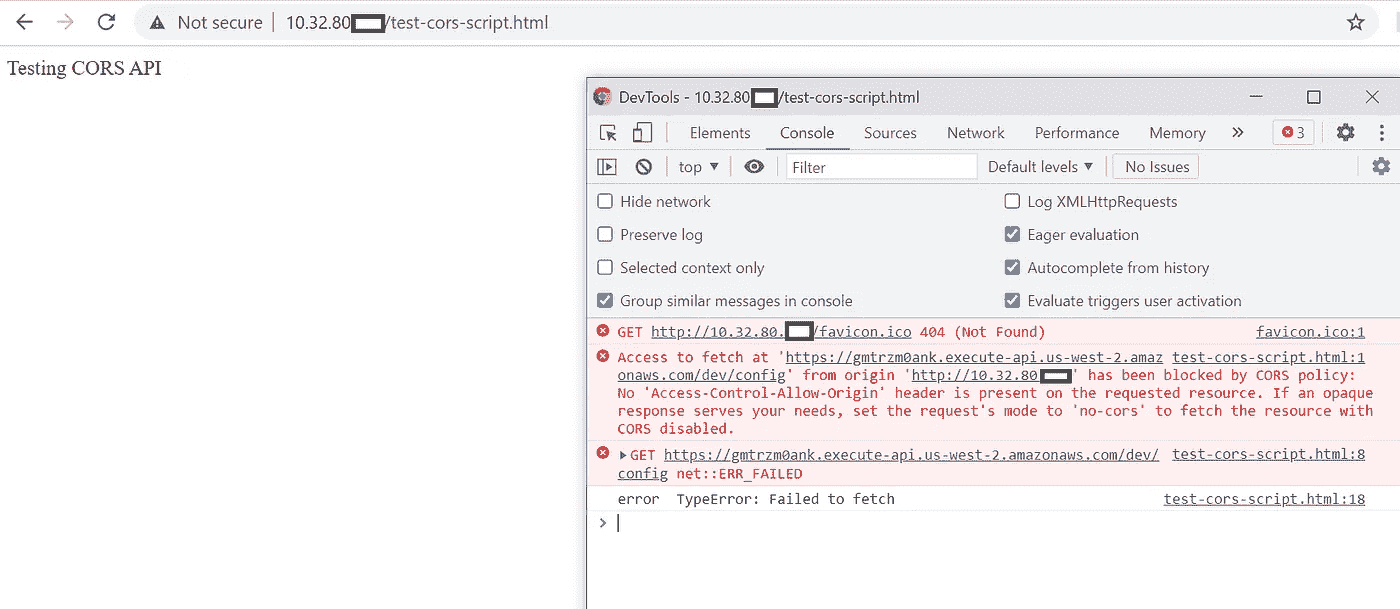 Not secure 10.32.80 /test-cors-script.html
Testing CORS API
DevTools - 10.32.80 /test-cors-script.html
Elements Console Sources Network Performance Memory » 3
top ▼ Filter Default levels ▼ No Issues
Hide network Log XMLHttpRequests
Preserve log Eager evaluation
Selected context only Autocomplete from history
Group similar messages in console Evaluate triggers user activation
GET http://10.32.80. /favicon.ico 404 (Not Found) favicon.ico:1
Access to fetch at 'https://gmtrzm0ank.execute-api.us-west-2.amaz test-cors-script.html:1
onaws.com/dev/config' from origin 'http://10.32.80 ' has been blocked by CORS policy:
No 'Access-Control-Allow-Origin' header is present on the requested resource. If an opaque
response serves your needs, set the request's mode to 'no-cors' to fetch the resource with
CORS disabled.
GET https://gmtrzm0ank.execute-api.us-west-2.amazonaws.com/dev/ test-cors-script.html:8
config net::ERR_FAILED
error TypeError: Failed to fetch test-cors-script.html:18